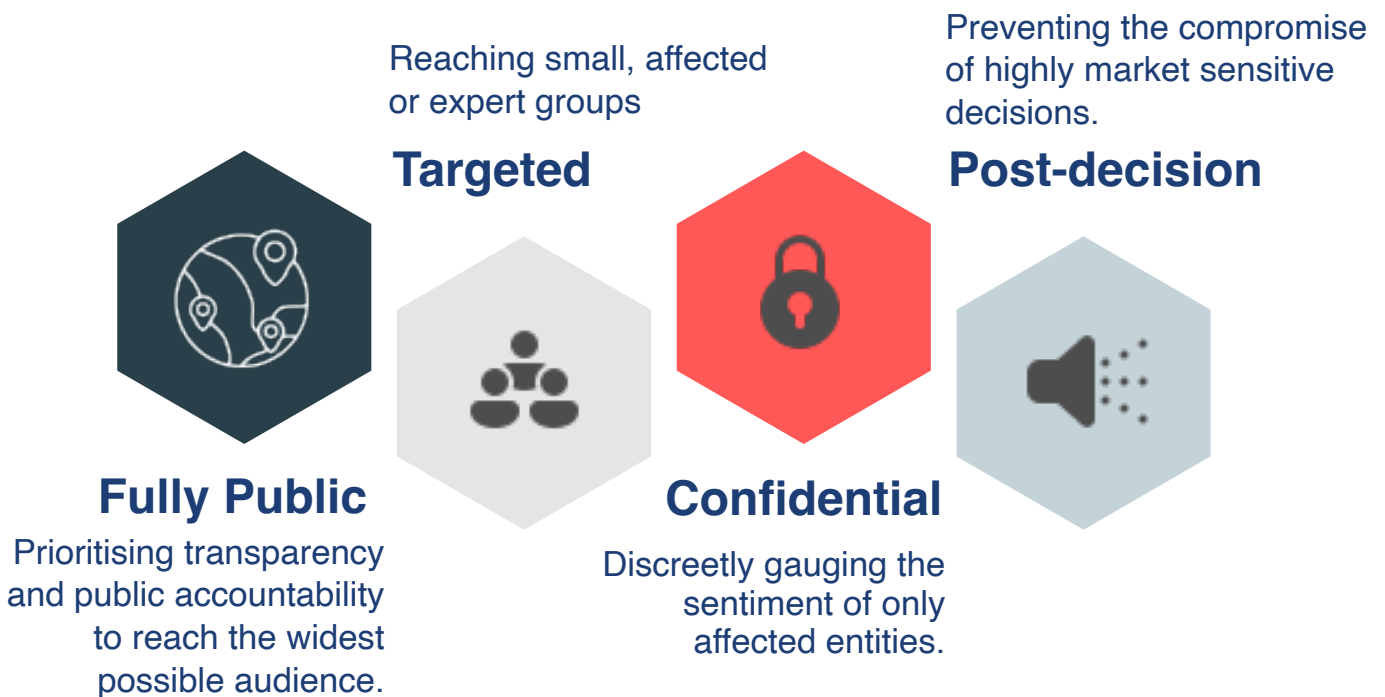 Fully Public
Prioritising transparency
and public accountability
to reach the widest
possible audience.
Reaching small, affected
or expert groups
Targeted
Confidential
Discreetly gauging the
sentiment of only
affected entities.
Preventing the compromise
of highly market sensitive
decisions.
Post-decision